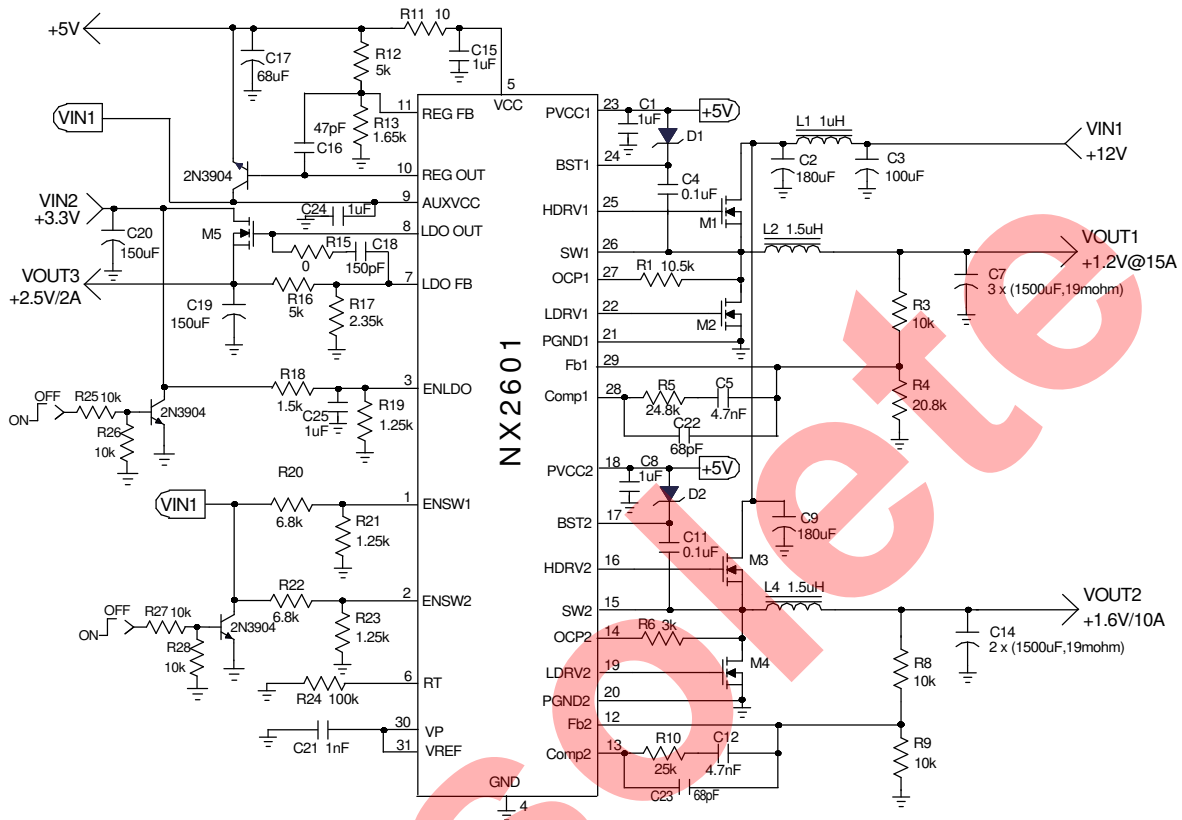 +5V
R11 10
C17
68uF
R12
5k
C15
1uF
5
VCC
VIN1
11
REG FB
47pF
C16
R13
1.65k
10
REG OUT
2N3904
9
AUXVCC
C24
1uF
VIN2
+3.3V
C20
150uF
M5
8
LDO OUT
R15
0
C18
150pF
VOUT3
+2.5V/2A
7
LDO FB
R16
5k
C19
150uF
R17
2.35k
OFF
ON
R25 10k
R26
10k
2N3904
R18
1.5k
C25
1uF
R19
1.25k
3
ENLDO
VIN1
R20
6.8k
1
ENSW1
R21
1.25k
R22
6.8k
2
ENSW2
R23
1.25k
OFF
ON
R27 10k
R28
10k
2N3904
6
RT
R24 100k
30
VP
C21 1nF
31
VREF
GND
4
NX2601
PVCC1
23
C1
1uF
+5V
D1
BST1
24
C4
0.1uF
HDRV1
25
M1
L1 1uH
C2
180uF
C3
100uF
VIN1
+12V
SW1
26
L2 1.5uH
VOUT1
+1.2V@15A
C7
3 x (1500uF,19mohm)
OCP1
27
R1 10.5k
LDRV1
22
M2
R3
10k
PGND1
21
Fb1
29
Comp1
28
R5
24.8k
C5
4.7nF
C22
68pF
R4
20.8k
PVCC2
18
C8
1uF
+5V
D2
BST2
17
C11
0.1uF
C9
180uF
HDRV2
16
M3
SW2
15
L4 1.5uH
VOUT2
+1.6V/10A
C14
2 x (1500uF,19mohm)
OCP2
14
R6 3k
LDRV2
19
M4
R8
10k
PGND2
20
Fb2
12
Comp2
13
R10
25k
C12
4.7nF
C23
68pF
R9
10k
solete